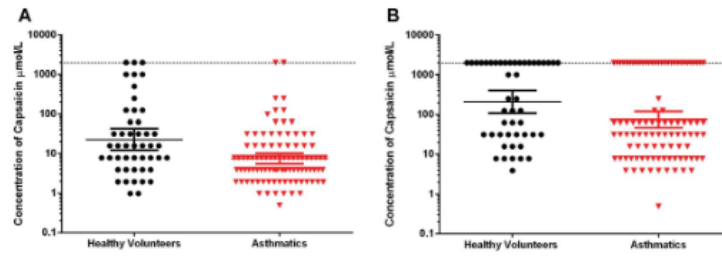 A
Concentration of Capsaicin µmol/L
10000
1000
100
10
1
0.1
Healthy Volunteers
Asthmatics
B
Concentration of Capsaicin µmol/L
10000
1000
100
10
1
0.1
Healthy Volunteers
Asthmatics